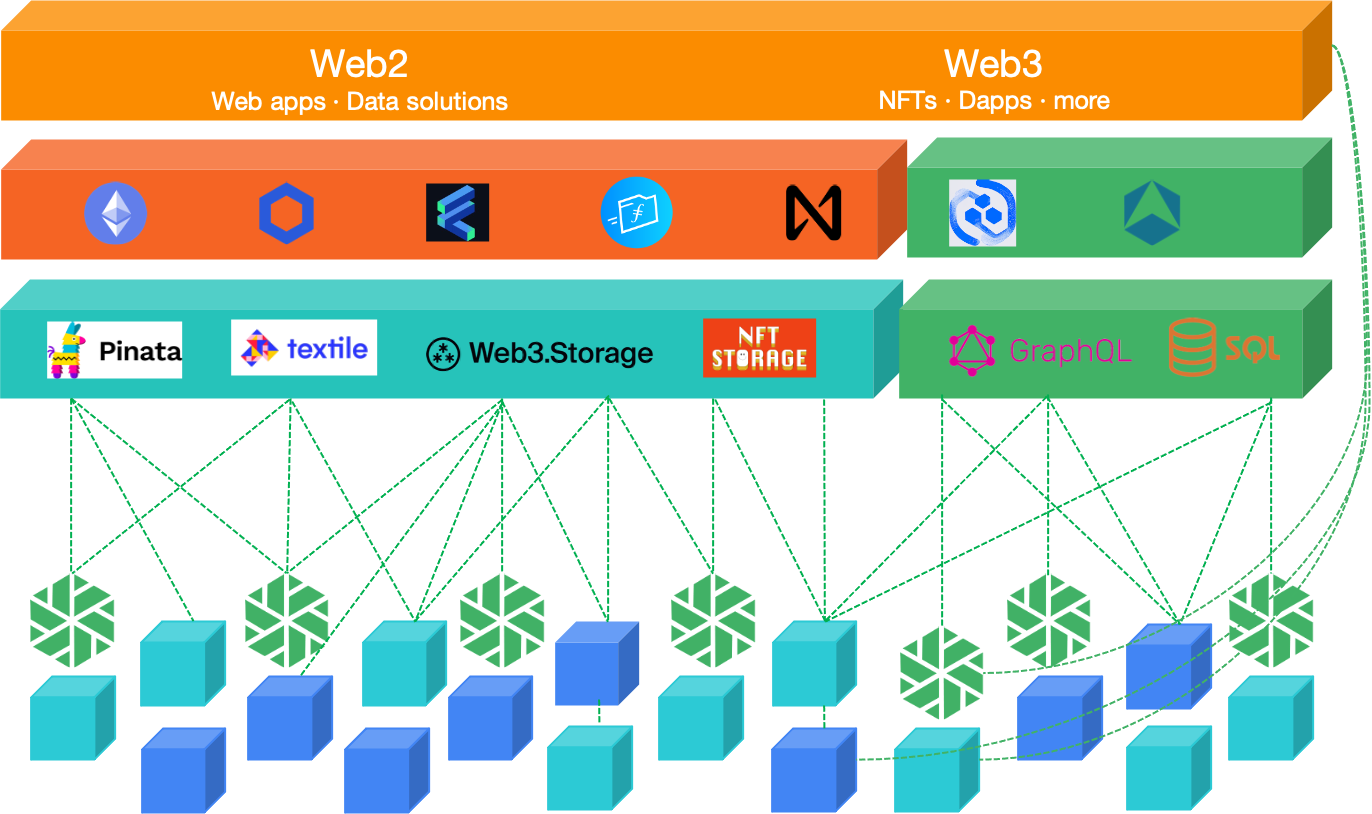 Web2
Web apps · Data solutions
Web3
NFTs · Dapps · more
Pinata
textile
Web3.Storage
NFT
STORAGE
GraphQL
SQL